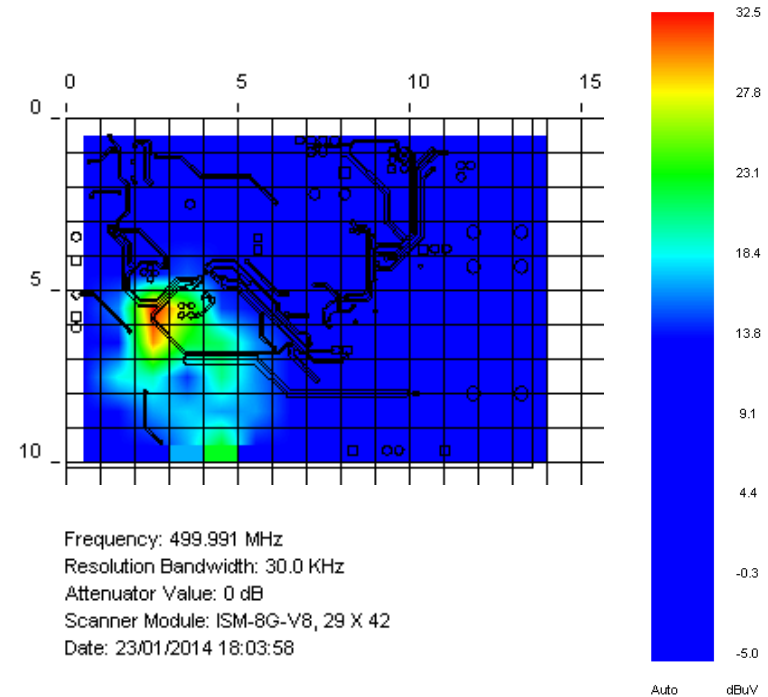 0 5 10 15
0
5
10
32.5
27.8
23.1
18.4
13.8
9.1
4.4
-0.3
-5.0
Auto dBuV
Frequency: 499.991 MHz
Resolution Bandwidth: 30.0 KHz
Attenuator Value: 0 dB
Scanner Module: ISM-8G-V8, 29 X 42
Date: 23/01/2014 18:03:58